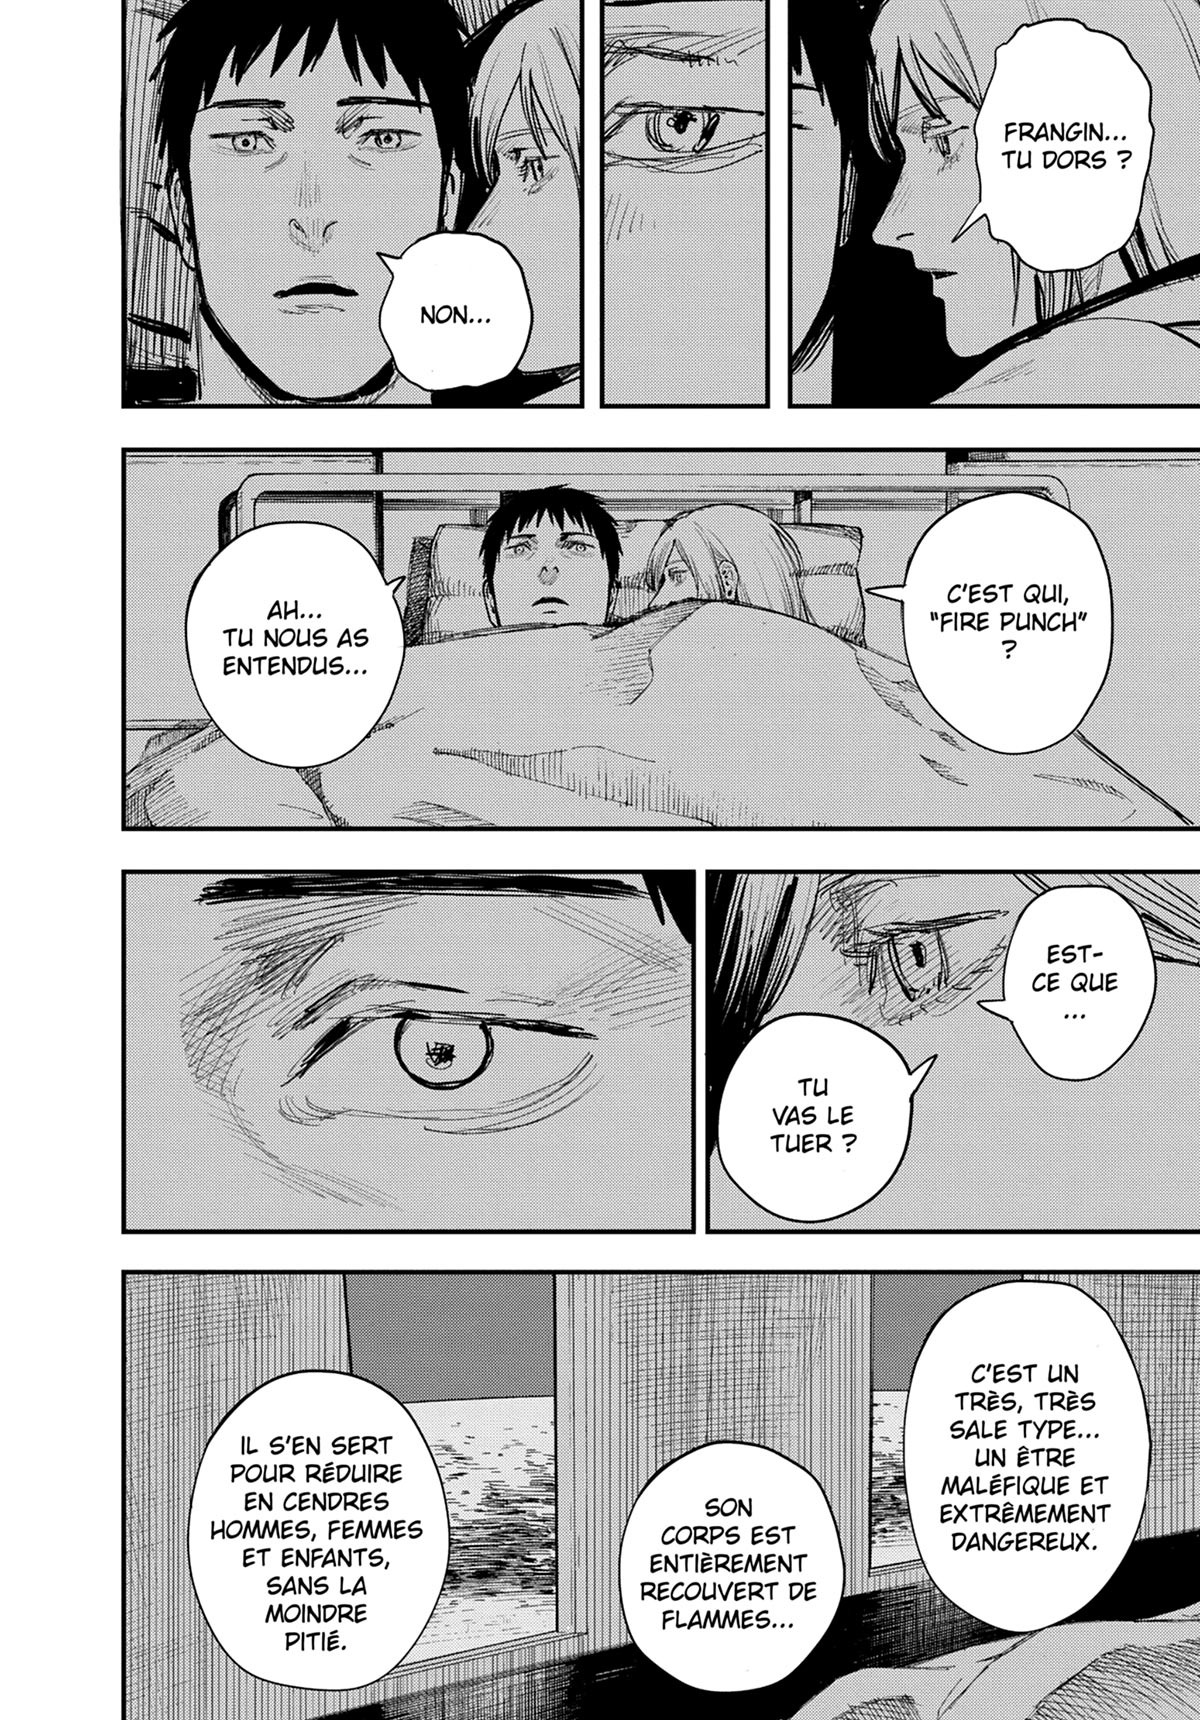 FRANGIN...
TU DORS ?
NON...
C'EST QUI,
"FIRE PUNCH"
?
AH...
TU NOUS AS
ENTENDUS...
EST-
CE QUE
...
TU
VAS LE
TUER ?
C'EST UN
TRÈS, TRÈS
SALE TYPE...
UN ÊTRE
MALÉFIQUE ET
EXTRÊMEMENT
DANGEREUX.
SON
CORPS EST
ENTIÈREMENT
RECOUVERT DE
FLAMMES...
IL S'EN SERT
POUR RÉDUIRE
EN CENDRES
HOMMES, FEMMES
ET ENFANTS,
SANS LA
MOINDRE
PITIÉ.